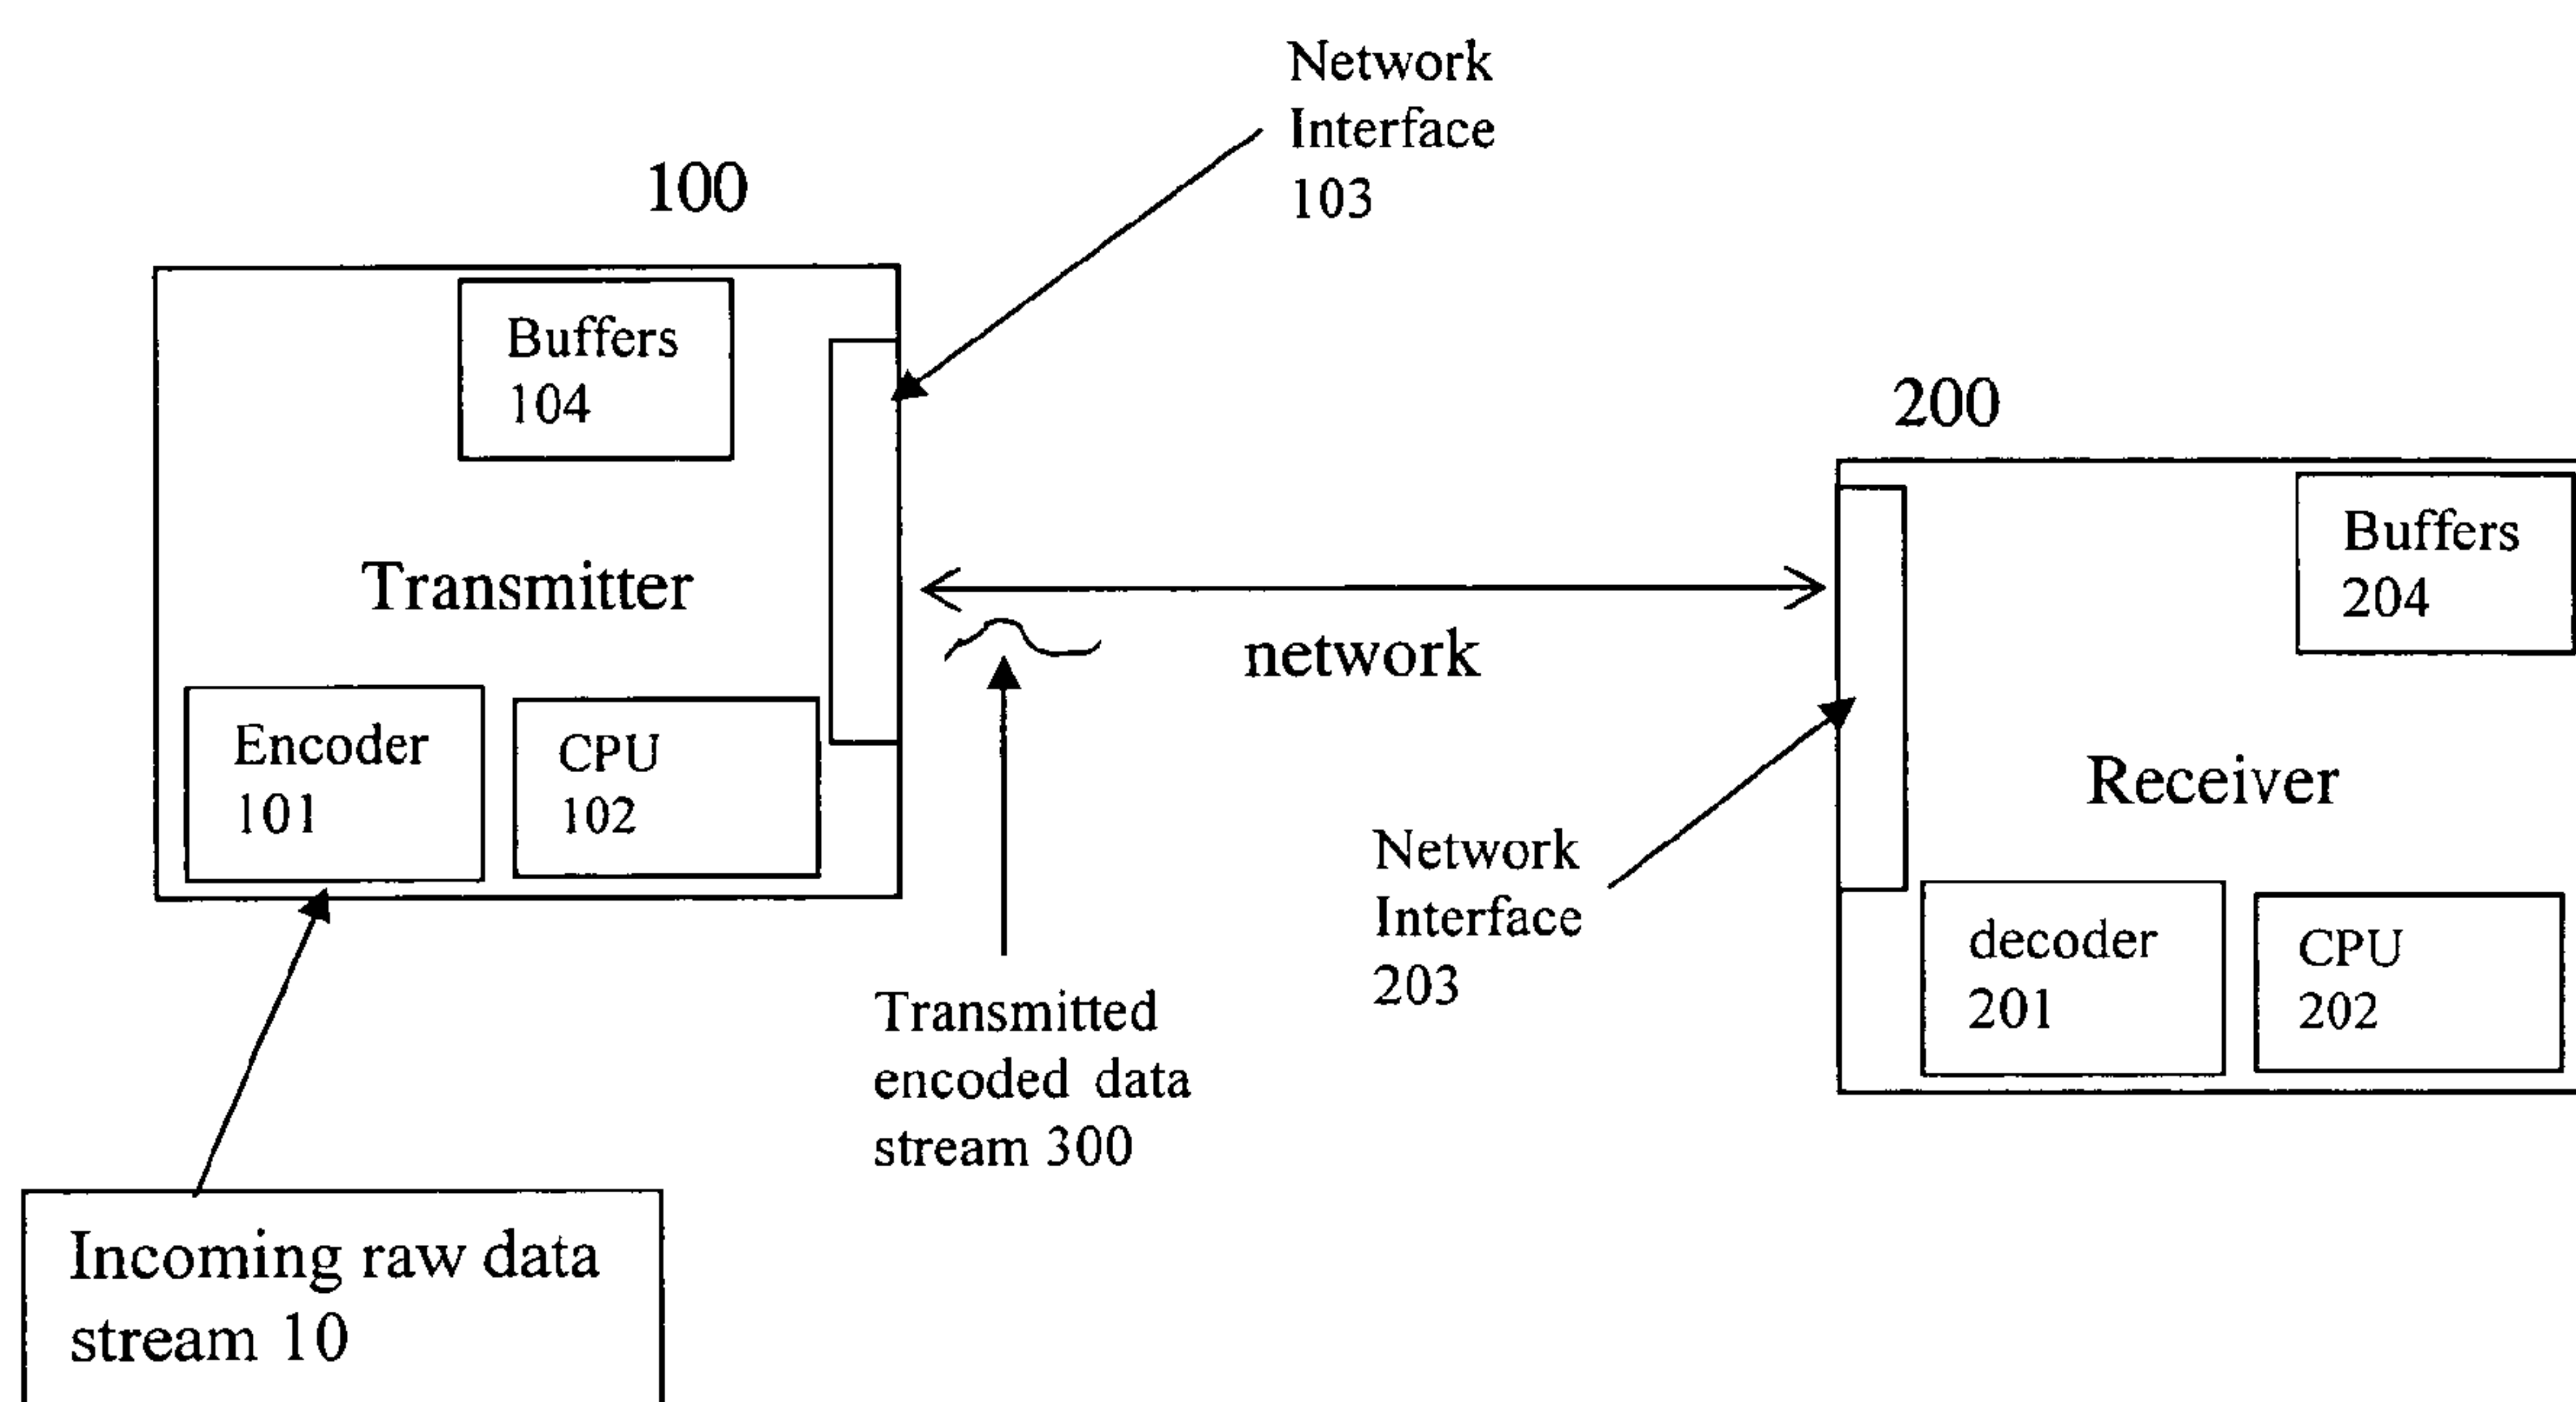 Network
Interface
103
100
Buffers
104
Transmitter
Encoder
101
CPU
102
200
Buffers
204
network
Receiver
Network
Interface
203
decoder
201
CPU
202
Transmitted
encoded data
stream 300
Incoming raw data
stream 10